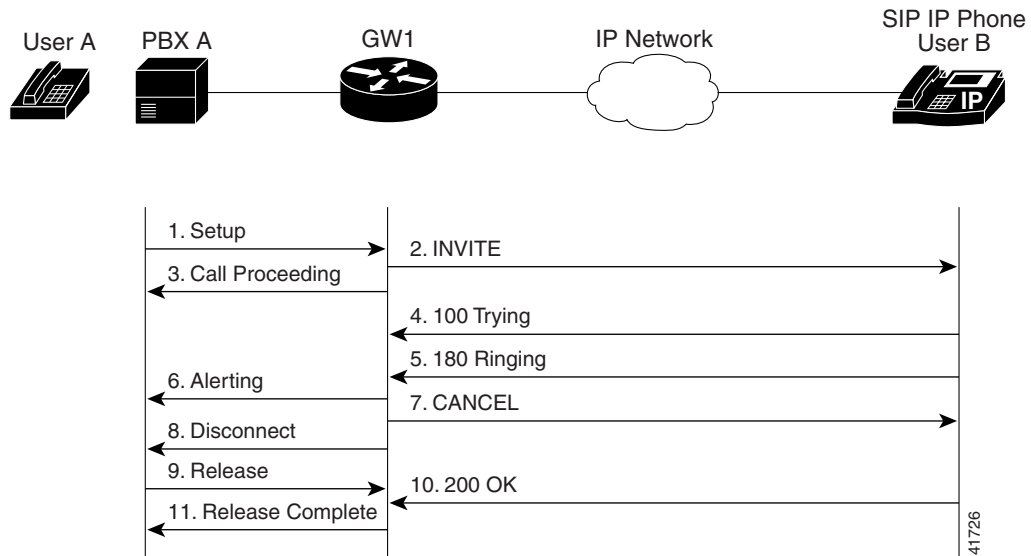 User A
PBX A
GW1
IP Network
SIP IP Phone
User B
IP
1. Setup
2. INVITE
3. Call Proceeding
4. 100 Trying
5. 180 Ringing
6. Alerting
7. CANCEL
8. Disconnect
9. Release
10. 200 OK
11. Release Complete
41726